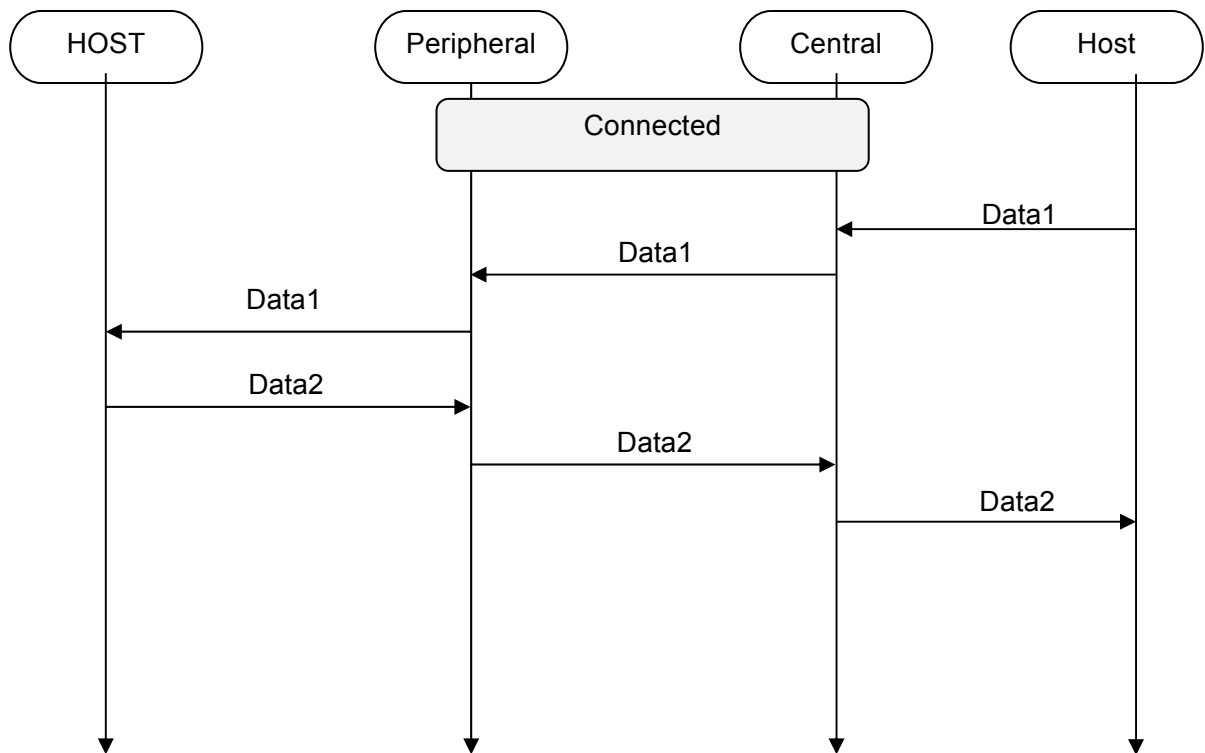 HOST
Peripheral
Central
Host
Connected
Data1
Data1
Data1
Data2
Data2
Data2